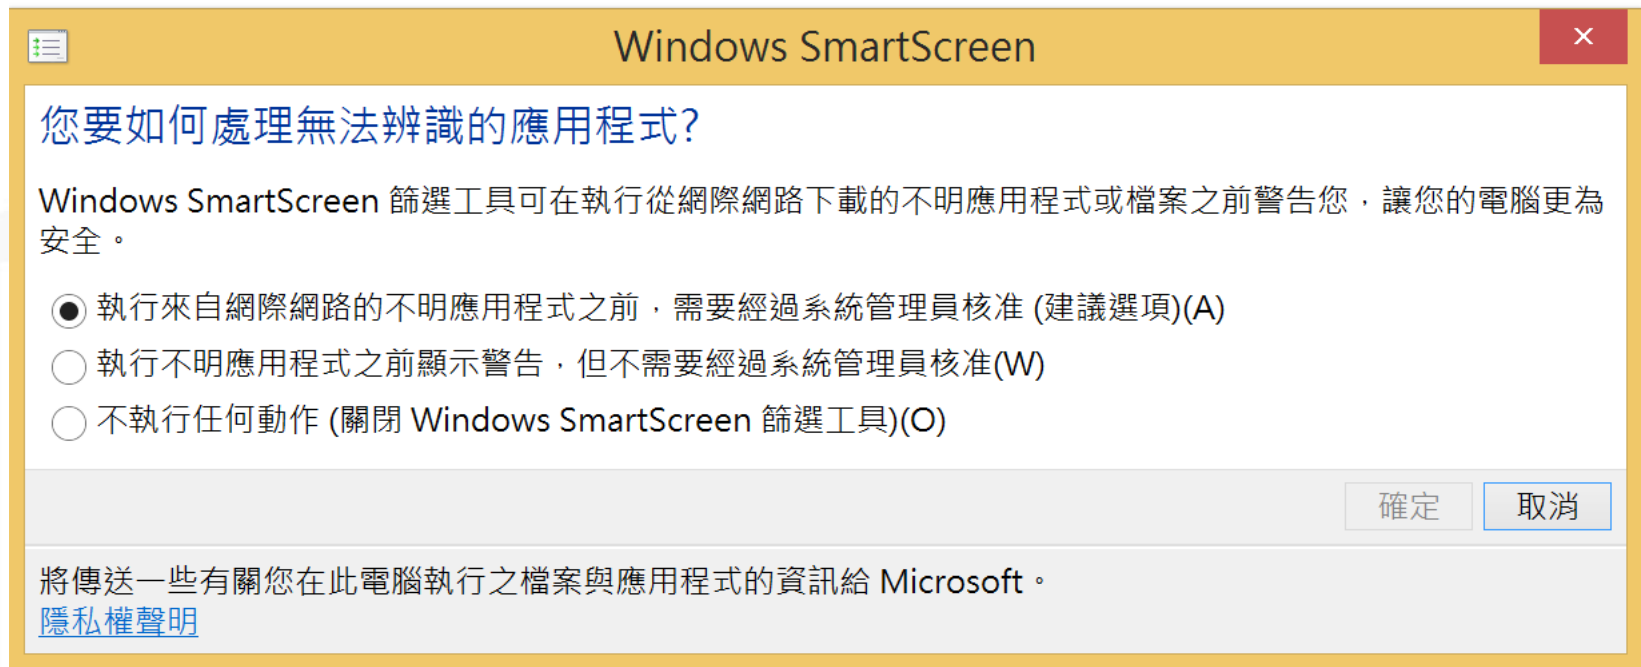 Windows SmartScreen
您要如何處理無法辨識的應用程式?
Windows SmartScreen 篩選工具可在執行從網際網路下載的不明應用程式或檔案之前警告您，讓您的電腦更為
安全。
執行來自網際網路的不明應用程式之前，需要經過系統管理員核准 (建議選項)(A)
執行不明應用程式之前顯示警告，但不需要經過系統管理員核准(W)
不執行任何動作 (關閉 Windows SmartScreen 篩選工具)(O)
確定 取消
將傳送一些有關您在此電腦執行之檔案與應用程式的資訊給 Microsoft。
隱私權聲明